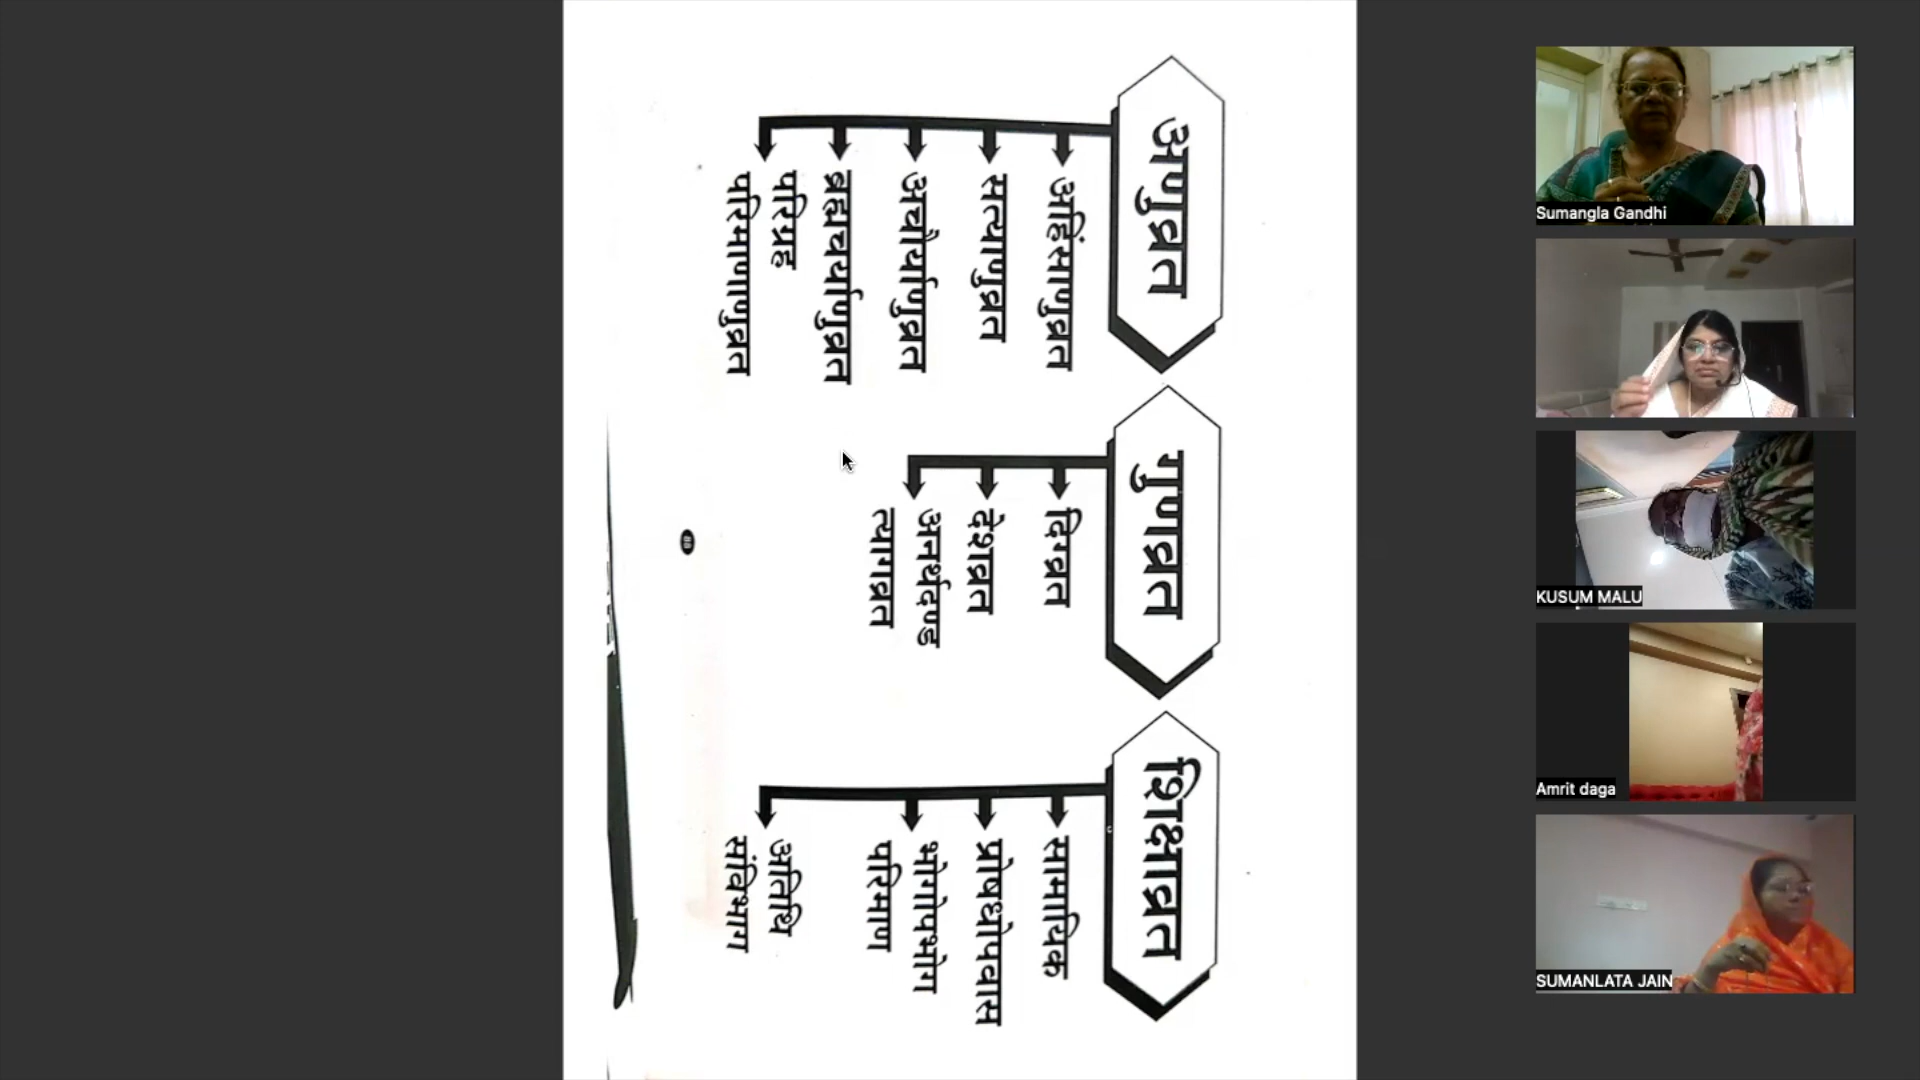 अणुव्रत
अहिंसाणुव्रत
सत्याणुव्रत
अचौर्याणुव्रत
ब्रह्मचर्याणुव्रत
परिग्रह
परिमाणाणुव्रत
गुणव्रत
दिग्व्रत
देशव्रत
अनर्थदण्ड
त्यागव्रत
शिक्षाव्रत
सामायिक
प्रोषधोपवास
भोगोपभोग
परिमाण
अतिथि
संविभाग
Sumangla Gandhi
KUSUM MALU
Amrit daga
SUMANLATA JAIN